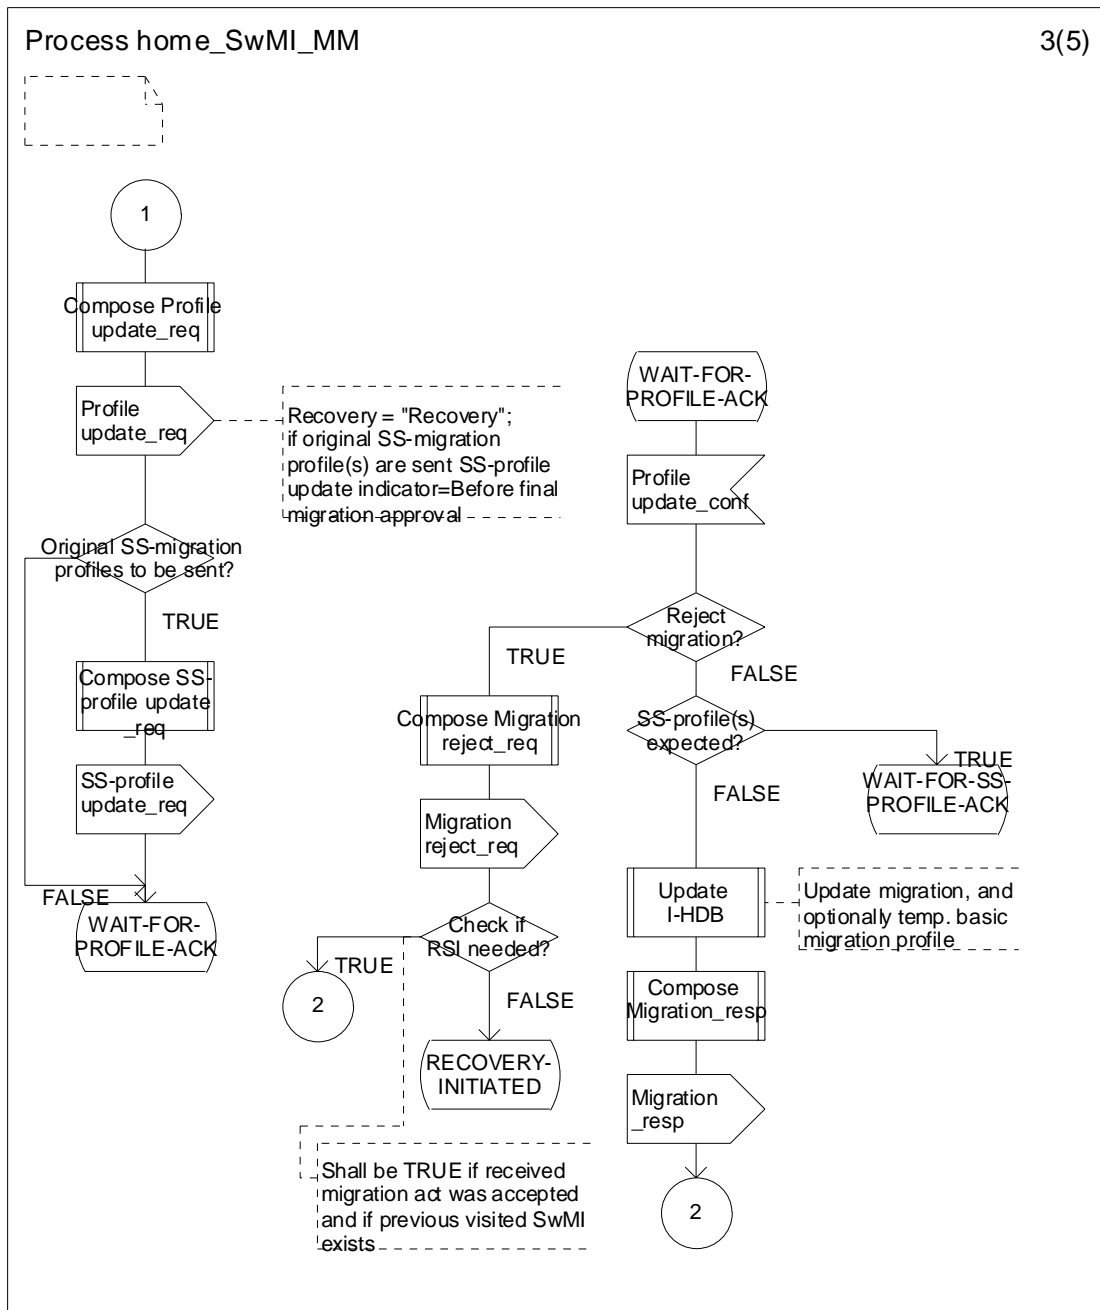 Process home_SwMI_MM
3(5)
1
Compose Profile
update_req
Profile
update_req
Recovery = "Recovery";
if original SS-migration
profile(s) are sent SS-profile
update indicator=Before final
migration approval
Original SS-migration
profiles to be sent?
TRUE
Compose SS-
profile update
_req
SS-profile
update_req
FALSE
WAIT-FOR-
PROFILE-ACK
WAIT-FOR-
PROFILE-ACK
Profile
update_conf
Reject
migration?
TRUE
FALSE
Compose Migration
reject_req
Migration
reject_req
Check if
RSI needed?
TRUE
2
FALSE
RECOVERY-
INITIATED
Shall be TRUE if received
migration act was accepted
and if previous visited SwMI
exists
SS-profile(s)
expected?
TRUE
WAIT-FOR-SS-
PROFILE-ACK
FALSE
Update
I-HDB
Update migration, and
optionally temp. basic
migration profile
Compose
Migration_resp
Migration
_resp
2